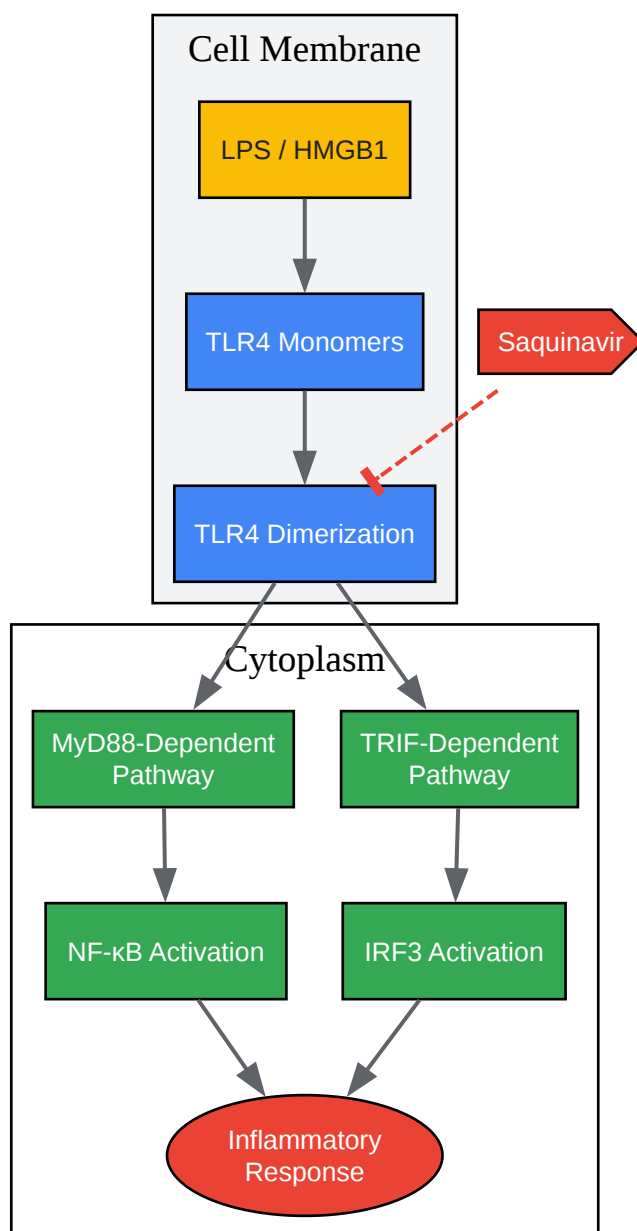 Cell Membrane
LPS / HMGB1
TLR4 Monomers
Saquinavir
TLR4 Dimerization
Cytoplasm
MyD88-Dependent
Pathway
TRIF-Dependent
Pathway
NF-κB Activation
IRF3 Activation
Inflammatory
Response